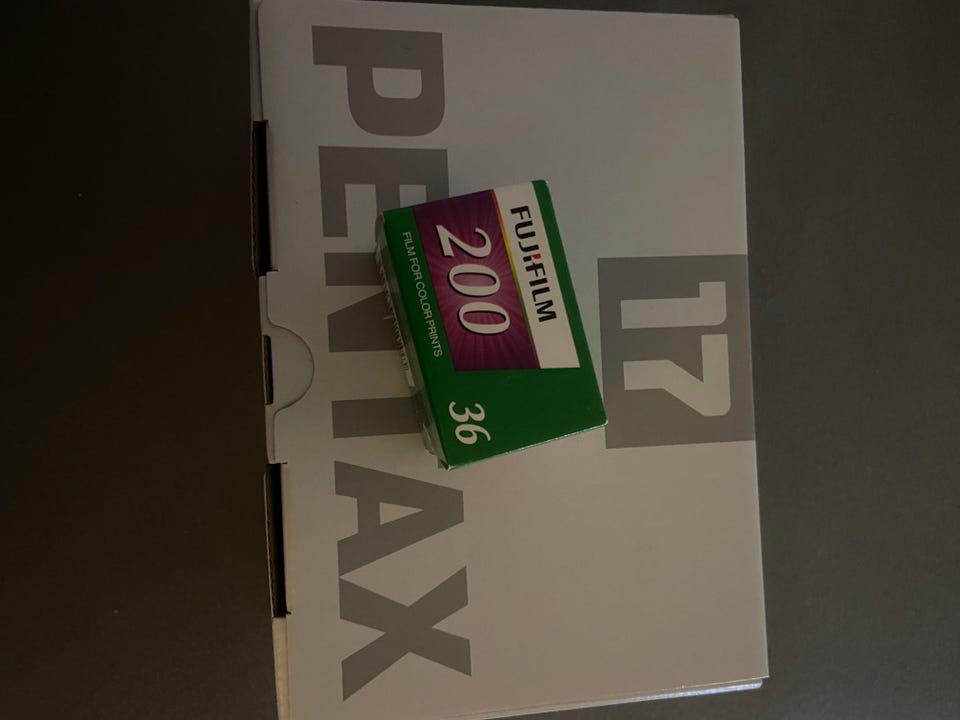 PENTAX
17
FUJIFILM
200
FILM FOR COLOR PRINTS
36